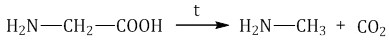 H₂N—CH₂—COOH —t→ H₂N—CH₃ + CO₂